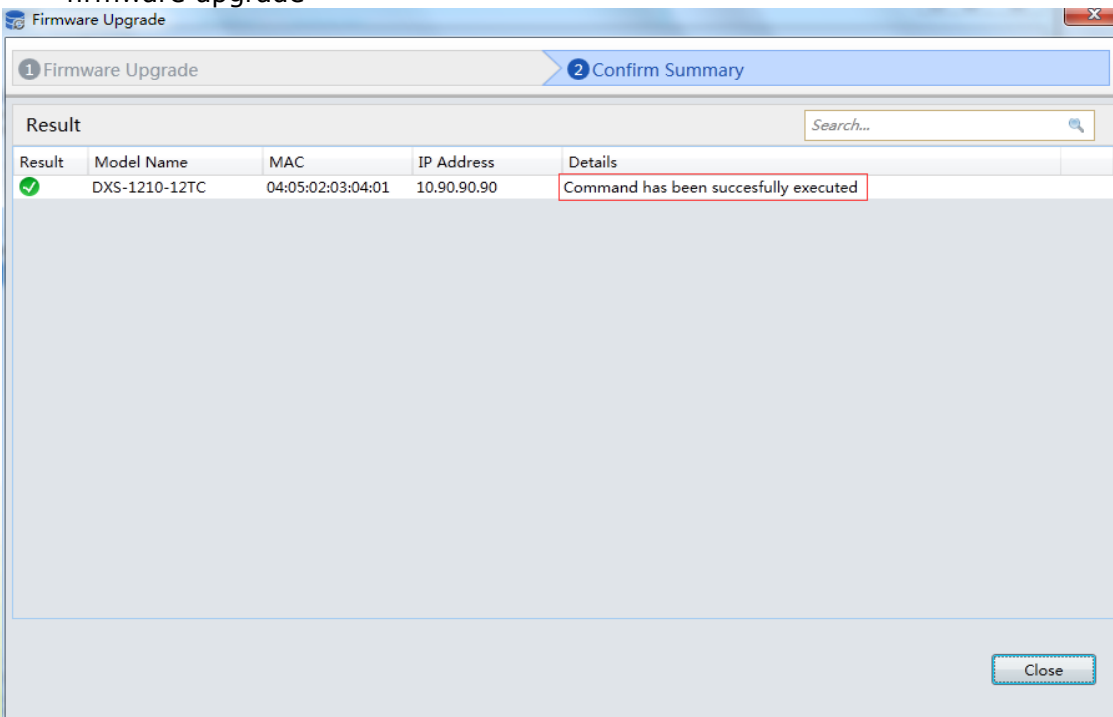 firmware upgrade
Firmware Upgrade
1 Firmware Upgrade
2 Confirm Summary
Result
Search...
Result Model Name MAC IP Address Details
DXS-1210-12TC 04:05:02:03:04:01 10.90.90.90 Command has been succesfully executed
Close